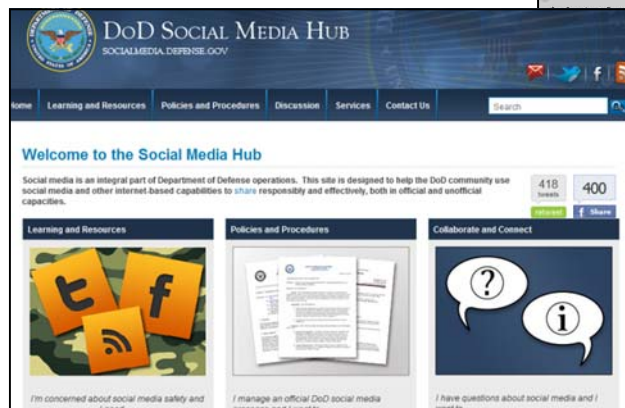 DoD Social Media Hub
socialmedia.defense.gov
Home Learning and Resources Policies and Procedures Discussion Services Contact Us Search
Welcome to the Social Media Hub
Social media is an integral part of Department of Defense operations. This site is designed to help the DoD community use
social media and other internet-based capabilities to share responsibly and effectively, both in official and unofficial
capacities.
418
tweets
retweet
400
Share
Learning and Resources
Policies and Procedures
Collaborate and Connect
I'm concerned about social media safety and
I manage an official DoD social media
I have questions about social media and I